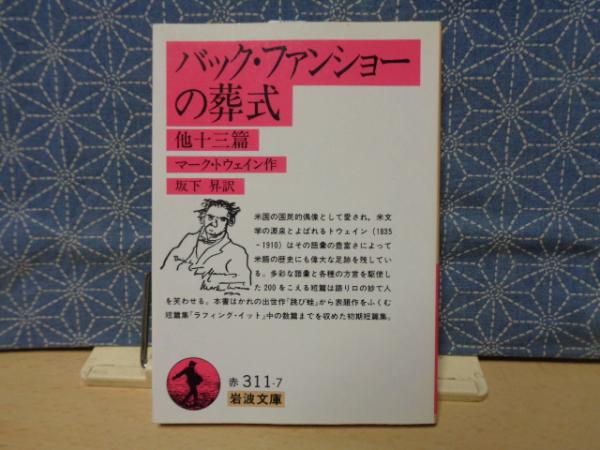 バック・ファンショー
の葬式
他十三篇
マーク・トウェイン作
坂下 昇訳
米国の国民的偶像として愛され,米文
学の源泉とよばれるトウェイン(1835
-1910)はその語彙の豊富さによって
米語の歴史にも偉大な足跡を残してい
る。多彩な語彙と各種の方言を駆使し
た200をこえる短篇は語り口の妙で人
を笑わせる。本書はかれの出世作「跳び蛙」から表題作をふくむ
短篇集『ラフィング・イット』中の数篇までを収めた初期短篇集。
赤 311-7
岩波文庫